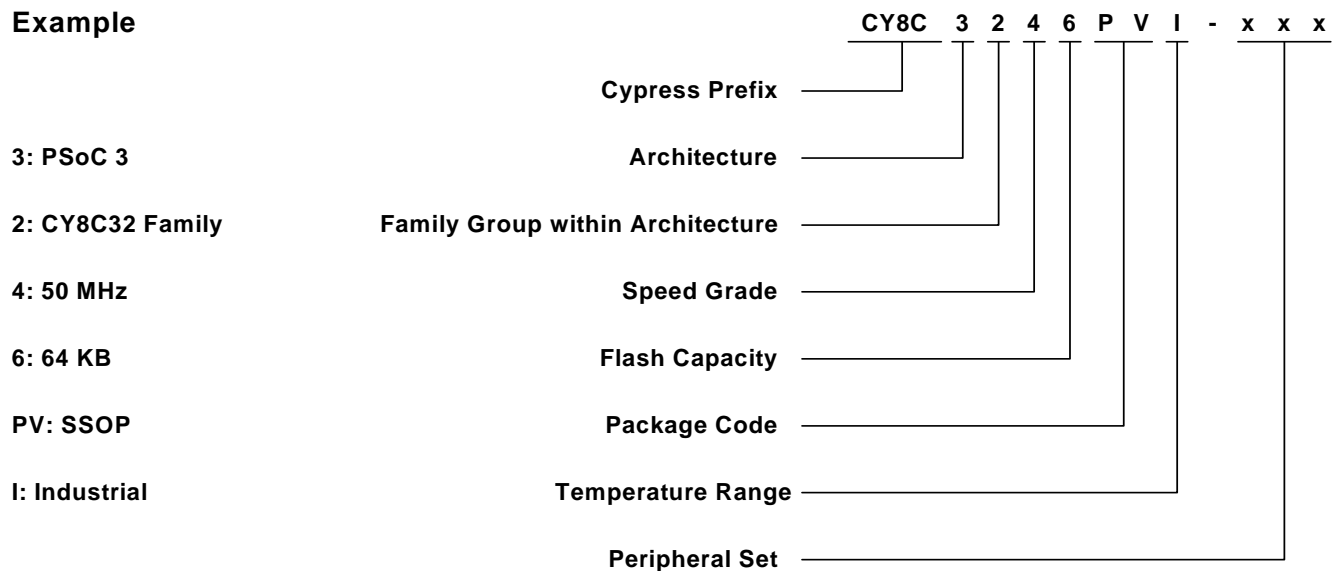 Example CY8C 3 2 4 6 P V I - x x x
Cypress Prefix
3: PSoC 3 Architecture
2: CY8C32 Family Family Group within Architecture
4: 50 MHz Speed Grade
6: 64 KB Flash Capacity
PV: SSOP Package Code
I: Industrial Temperature Range
Peripheral Set